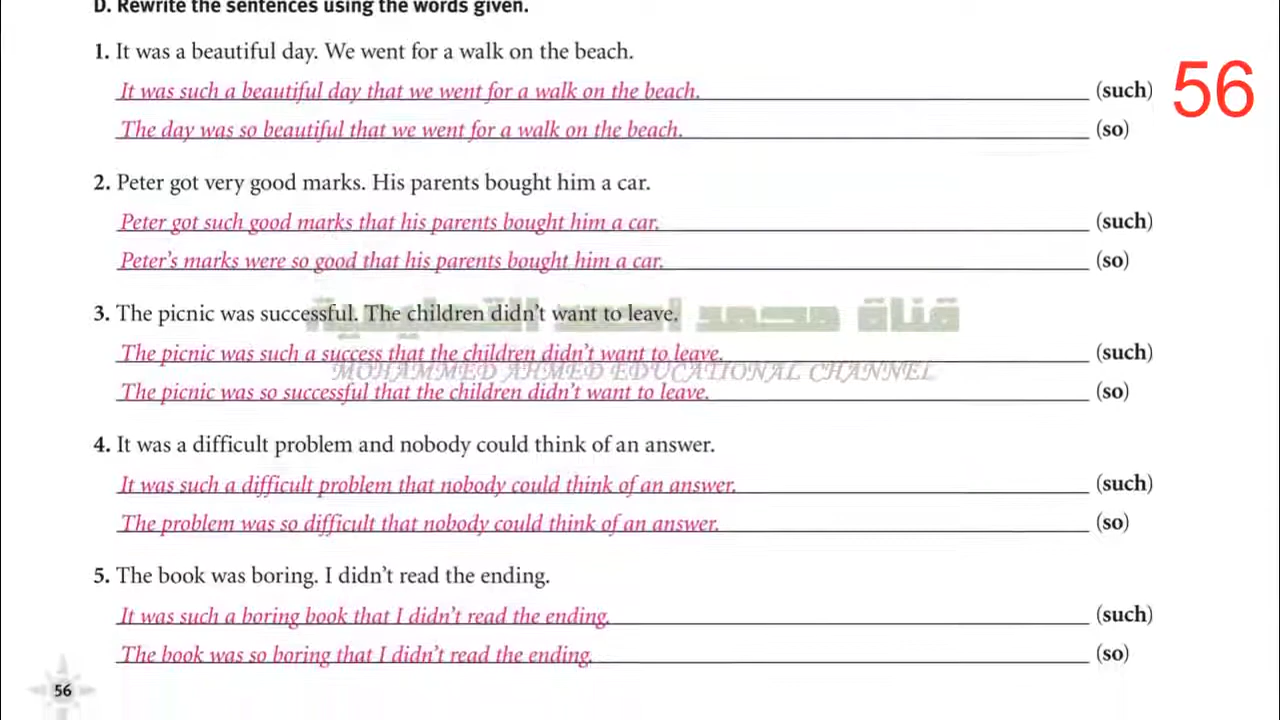 D. Rewrite the sentences using the words given.
1. It was a beautiful day. We went for a walk on the beach.
56
It was such a beautiful day that we went for a walk on the beach. (such)
The day was so beautiful that we went for a walk on the beach. (so)
2. Peter got very good marks. His parents bought him a car.
Peter got such good marks that his parents bought him a car. (such)
Peter's marks were so good that his parents bought him a car. (so)
قناة محمد احمد التعليمية
3. The picnic was successful. The children didn't want to leave.
The picnic was such a success that the children didn't want to leave. (such)
MOHAMMED AHMED EDUCATIONAL CHANNEL
The picnic was so successful that the children didn't want to leave. (so)
4. It was a difficult problem and nobody could think of an answer.
It was such a difficult problem that nobody could think of an answer. (such)
The problem was so difficult that nobody could think of an answer. (so)
5. The book was boring. I didn't read the ending.
It was such a boring book that I didn't read the ending. (such)
The book was so boring that I didn't read the ending. (so)
56